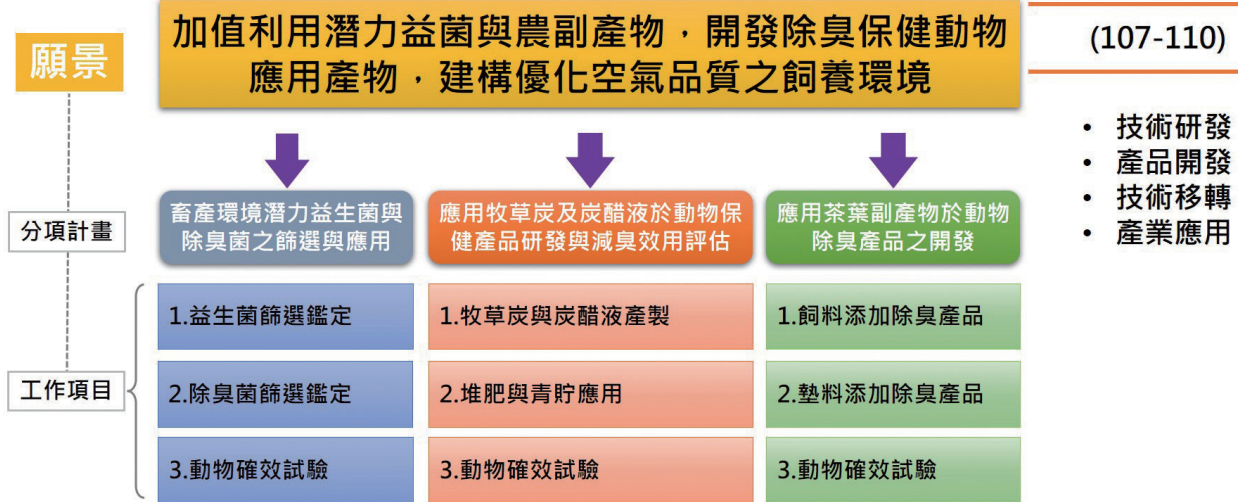 願景
加值利用潛力益菌與農副產物，開發除臭保健動物
應用產物，建構優化空氣品質之飼養環境
(107-110)
• 技術研發
• 產品開發
• 技術移轉
• 產業應用
分項計畫
畜產環境潛力益生菌與
除臭菌之篩選與應用
應用牧草炭及炭醋液於動物保
健產品研發與減臭效用評估
應用茶葉副產物於動物
除臭產品之開發
工作項目
1.益生菌篩選鑑定
2.除臭菌篩選鑑定
3.動物確效試驗
1.牧草炭與炭醋液產製
2.堆肥與青貯應用
3.動物確效試驗
1.飼料添加除臭產品
2.墊料添加除臭產品
3.動物確效試驗